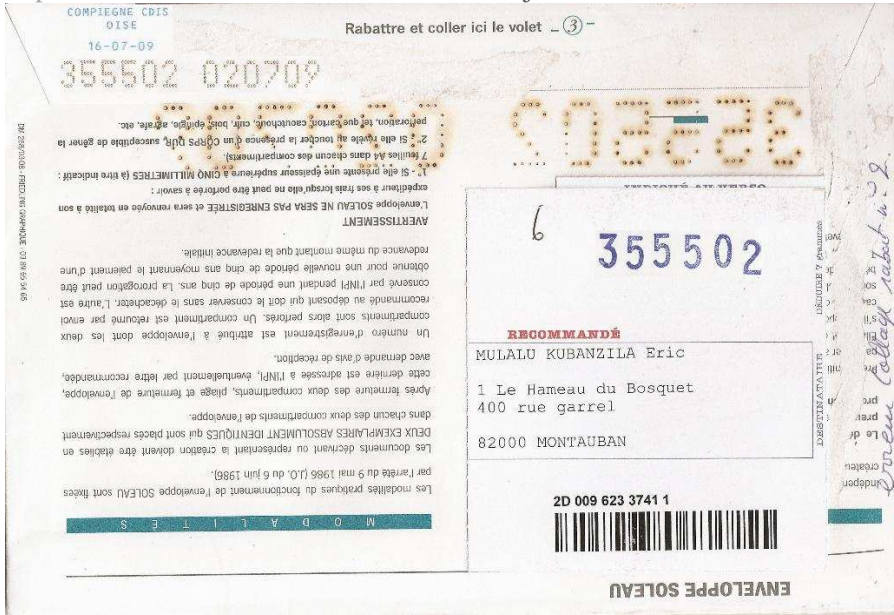 COMPIEGNE CDIS
OISE
16-07-09
Rabattre et coller ici le volet - 3 -
355502 020709
355502
6
355502
RECOMMANDÉ
MULALU KUBANZILA Eric
1 Le Hameau du Bosquet
400 rue garrel
82000 MONTAUBAN
DESTINATAIRE
DÉDUIRE 7 grammes
2D 009 623 3741 1
erreur collage rabat n° 2
ENVELOPPE SOLEAU
M O D A L I T É S
Les modalités pratiques du fonctionnement de l'enveloppe SOLEAU sont fixées
par l'arrêté du 9 mai 1986 (J.O. du 6 juin 1986).
Les documents décrivant ou représentant la création doivent être établies en
DEUX EXEMPLAIRES ABSOLUMENT IDENTIQUES qui sont placés respectivement
dans chacun des deux compartiments de l'enveloppe.
Après fermeture des deux compartiments, pliage et fermeture de l'enveloppe,
cette dernière est adressée à l'INPI, éventuellement par lettre recommandée,
avec demande d'avis de réception.
Un numéro d'enregistrement est attribué à l'enveloppe dont les deux
compartiments sont alors perforés. Un compartiment est retourné par envoi
recommandé au déposant qui doit le conserver sans le décacheter. L'autre est
conservé par l'INPI pendant une période de cinq ans. La prorogation peut être
obtenue pour une nouvelle période de cinq ans moyennant le paiement d'une
redevance du même montant que la redevance initiale.
AVERTISSEMENT
L'enveloppe SOLEAU NE SERA PAS ENREGISTRÉE et sera renvoyée en totalité à son
expéditeur à ses frais lorsqu'elle ne peut être perforée à savoir :
1° - Si elle présente une épaisseur supérieure à CINQ MILLIMETRES (à titre indicatif :
7 feuilles A4 dans chacun des compartiments).
2° - Si elle révèle au toucher la présence d'un CORPS DUR, susceptible de gêner la
perforation, tel que carton, caoutchouc, cuir, bois, épingle, agrafe, etc.